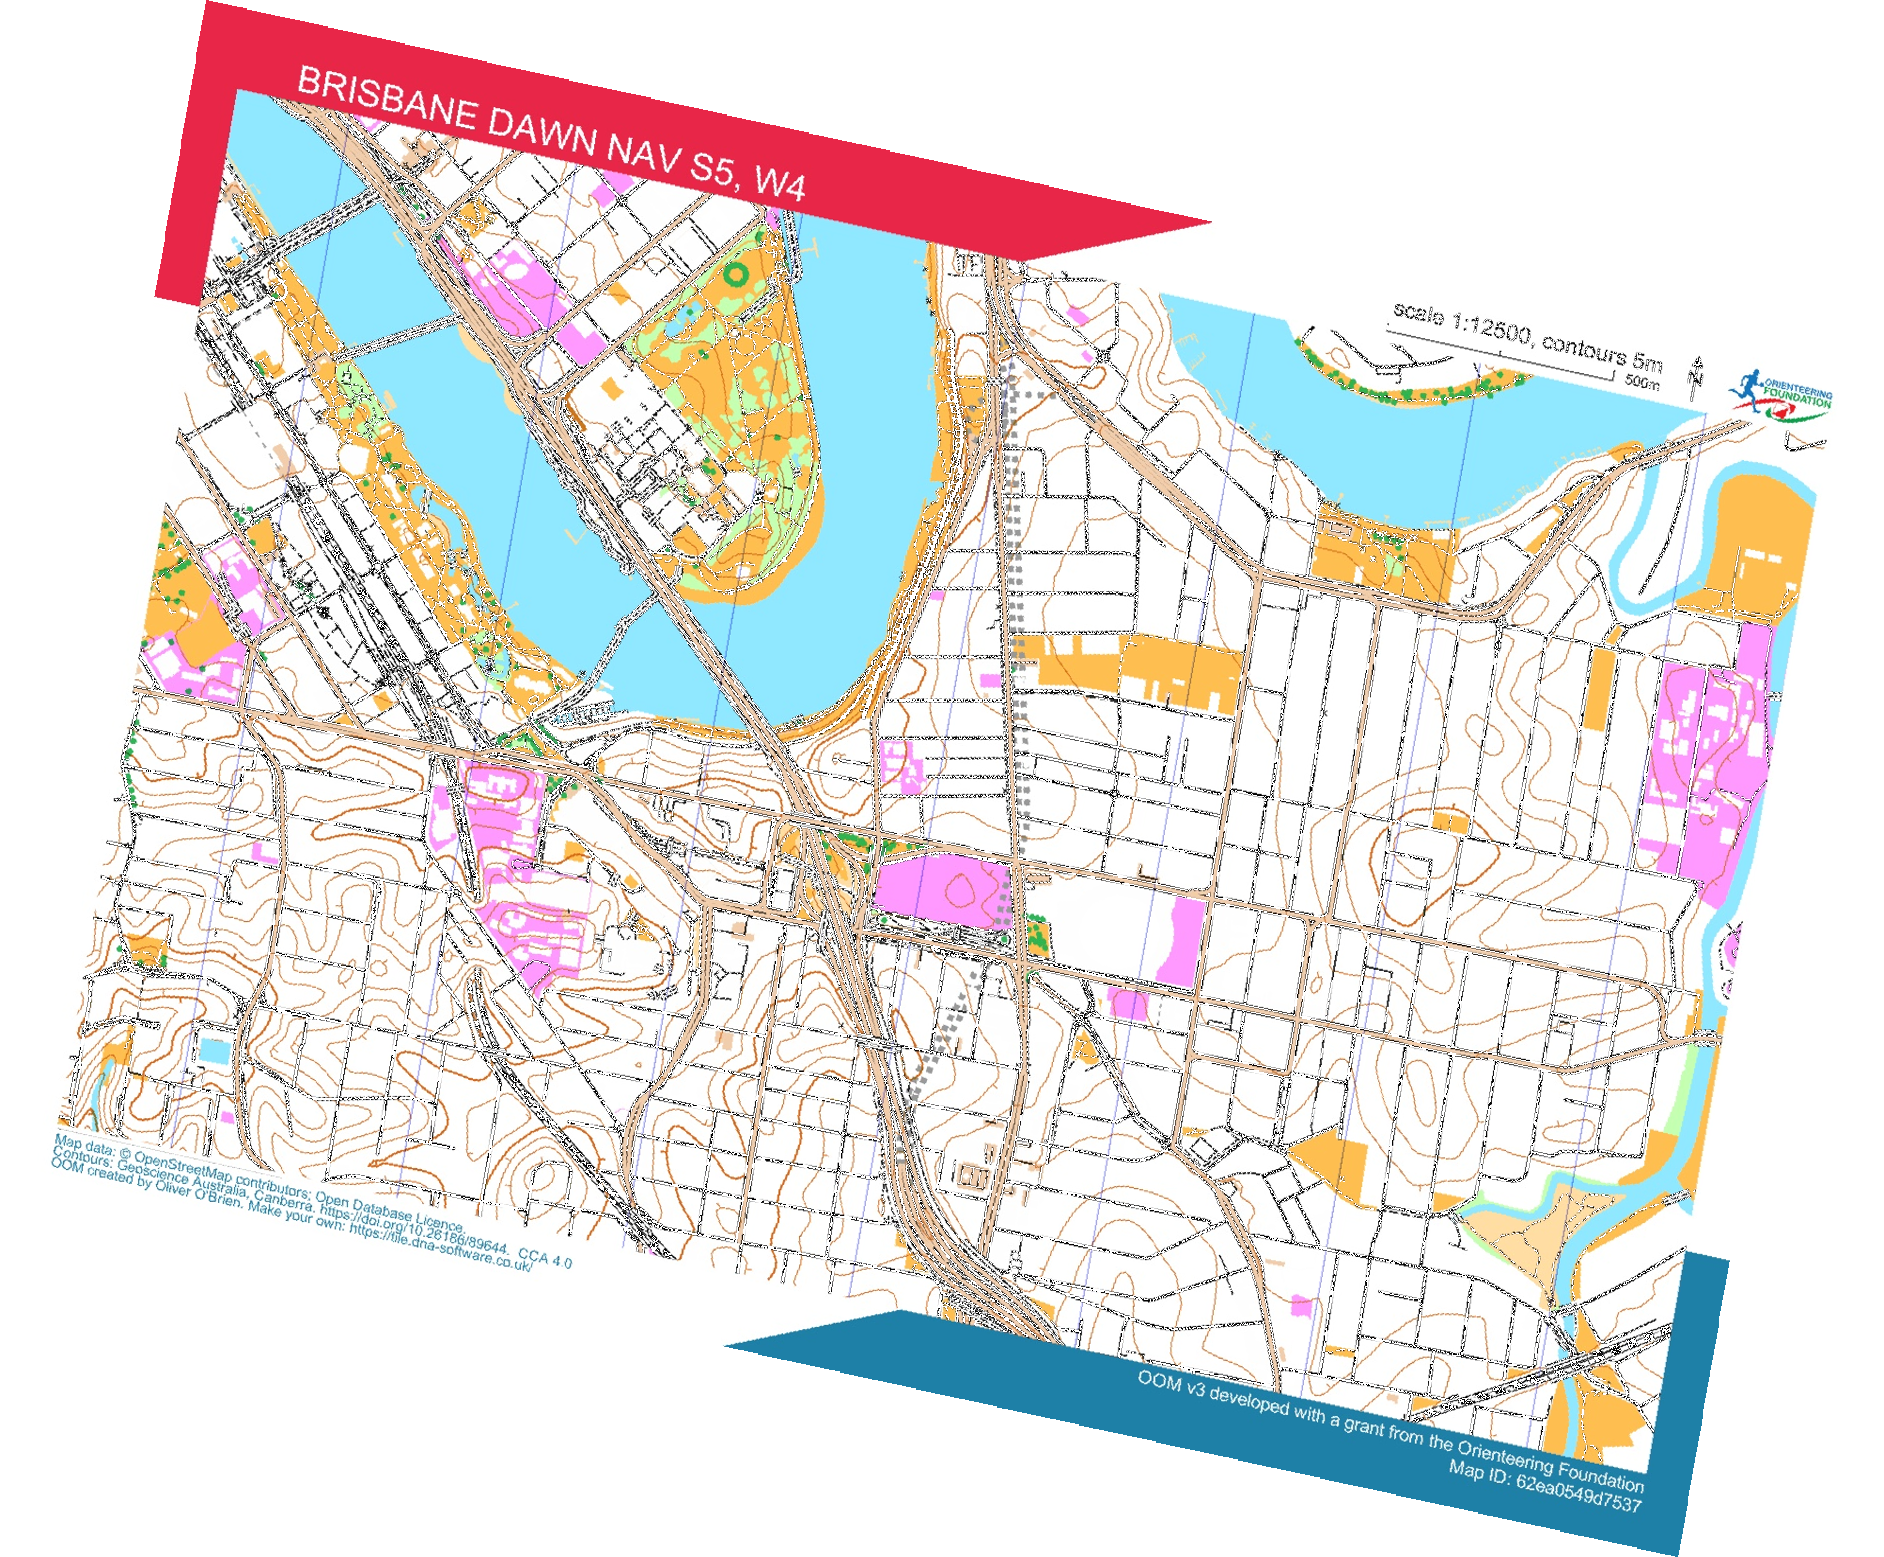 BRISBANE DAWN NAV S5, W4
scale 1:12500, contours 5m
500m
ORIENTEERING
FOUNDATION
Map data: © OpenStreetMap contributors; Open Database Licence.
Contours: Geoscience Australia, Canberra. https://doi.org/10.26186/89644. CCA 4.0
OOM created by Oliver O'Brien. Make your own: https://tile.dna-software.co.uk/
OOM v3 developed with a grant from the Orienteering Foundation
Map ID: 62ea0549d7537